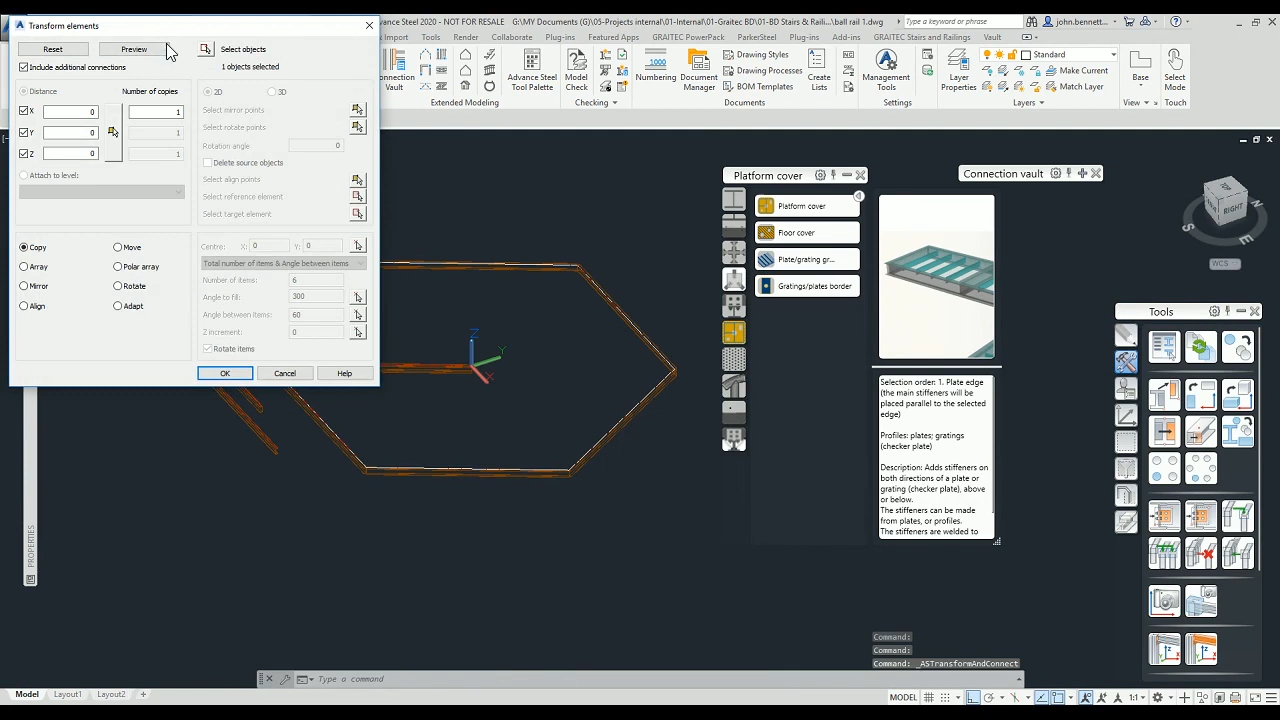 Transform elements
dvance Steel 2020 - NOT FOR RESALE
G:\MY Documents (G)\05-Projects internal\01-Internal\01-Graitec BD\01-BD Stairs & Raili...\ball rail 1.dwg
Type a keyword or phrase
john.bennett...
Import
Tools
Render
Collaborate
Express Tools
Plug-ins
Featured Apps
GRAITEC PowerPack
ParkerSteel
GRAITEC Stairs and Railings
Vault
Reset
Preview
Select objects
Include additional connections
1 objects selected
Distance
Number of copies
X 0 1
Y 0 1
Z 0 1
Attach to level:
2D
3D
Select mirror points
Select rotate points
Rotation angle 0
Delete source objects
Select align points
Select reference element
Select target element
Copy
Move
Array
Polar array
Mirror
Rotate
Align
Adapt
Centre: X: 0 Y: 0
Total number of items & Angle between items
Number of items: 6
Angle to fill: 300
Angle between items: 60
Z increment: 0
Rotate items
OK
Cancel
Help
Connection
Vault
Extended Modeling
Advance Steel
Tool Palette
Model
Check
Checking
Numbering
Document
Manager
Drawing Styles
Drawing Processes
BOM Templates
Create
Lists
Documents
Management
Tools
Settings
Layer
Properties
Standard
Make Current
Match Layer
Layers
Base
View
Select
Mode
Touch
Platform cover
Platform cover
Floor cover
Plate/grating gr...
Gratings/plates border
Connection vault
Selection order: 1. Plate edge
(the main stiffeners will be
placed parallel to the selected
edge)
Profiles: plates; gratings
(checker plate)
Description: Adds stiffeners on
both directions of a plate or
grating (checker plate), above
or below.
The stiffeners can be made
from plates, or profiles.
The stiffeners are welded to
RIGHT
S
E
WCS
Tools
Z
Y
X
PROPERTIES
Command:
Command:
Command: _ASTransformAndConnect
Type a command
Model
Layout1
Layout2
+
MODEL
1:1